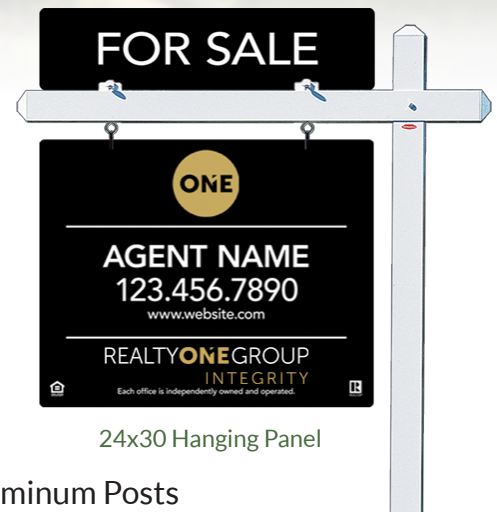 FOR SALE
ONE
AGENT NAME
123.456.7890
www.website.com
REALTYONEGROUP
INTEGRITY
Each office is independently owned and operated.
24x30 Hanging Panel
minum Posts